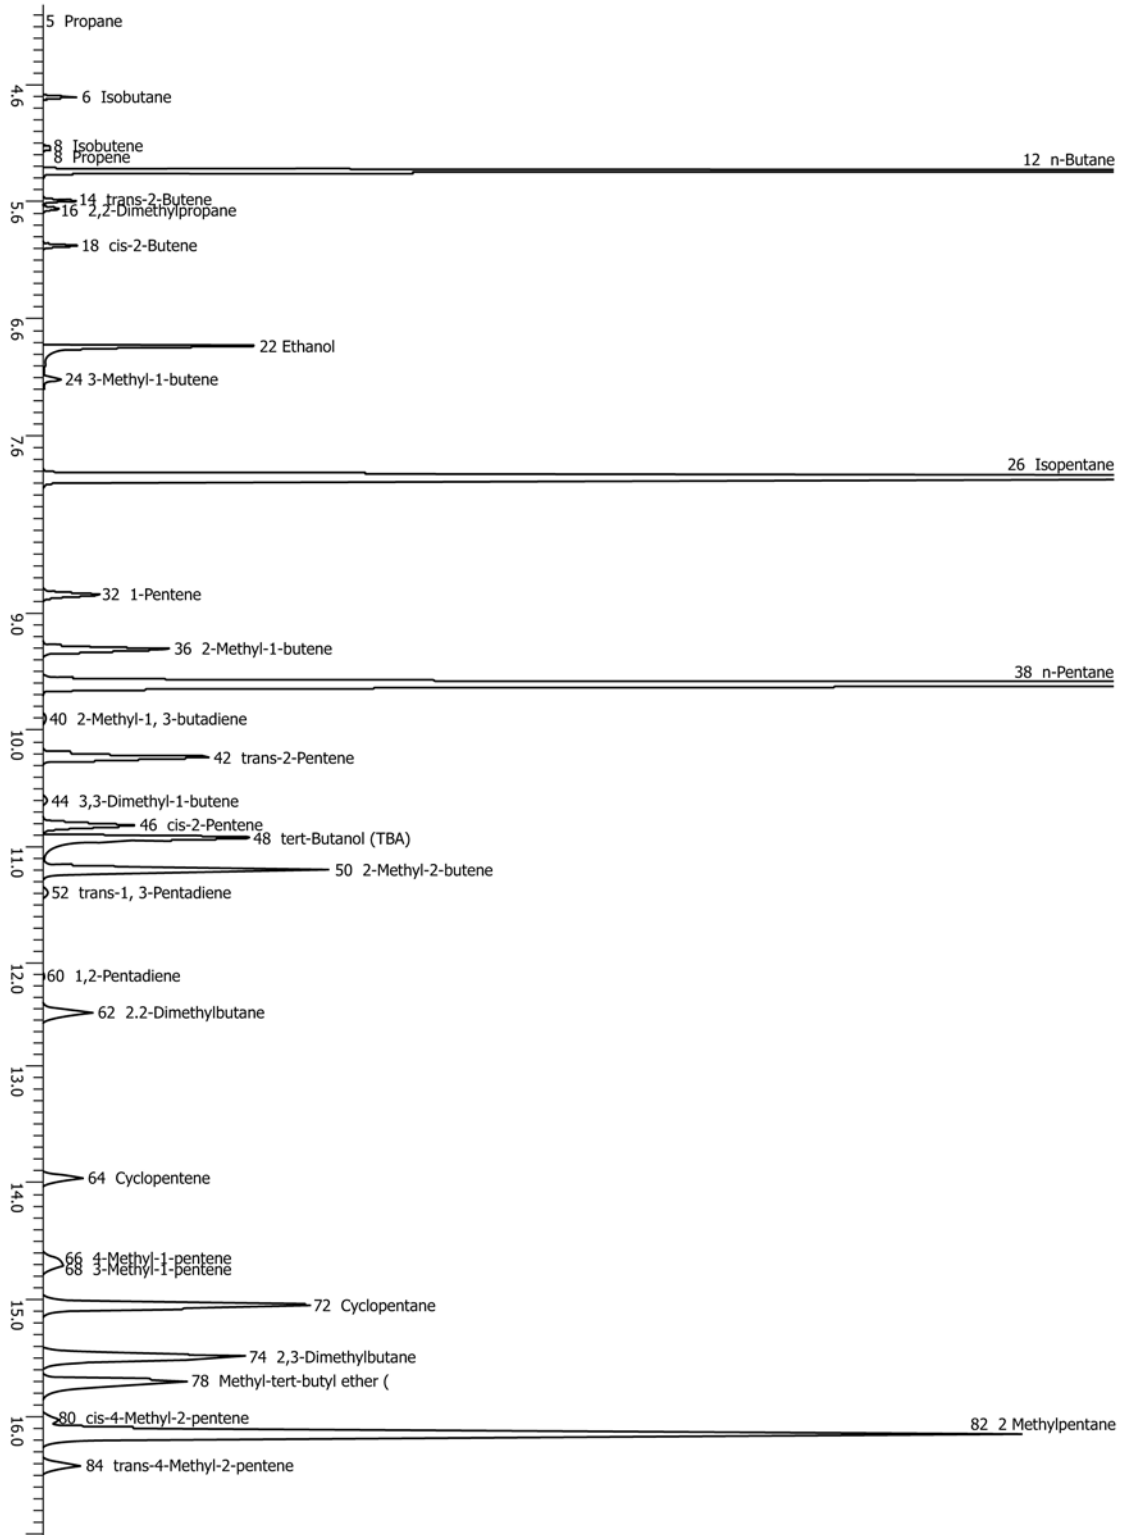 5 Propane
4.6
6 Isobutane
8 Isobutene
8 Propene
12 n-Butane
14 trans-2-Butene
5.6
16 2,2-Dimethylpropane
18 cis-2-Butene
6.6
22 Ethanol
24 3-Methyl-1-butene
7.6
26 Isopentane
32 1-Pentene
9.0
36 2-Methyl-1-butene
38 n-Pentane
40 2-Methyl-1, 3-butadiene
10.0
42 trans-2-Pentene
44 3,3-Dimethyl-1-butene
46 cis-2-Pentene
48 tert-Butanol (TBA)
11.0
50 2-Methyl-2-butene
52 trans-1, 3-Pentadiene
12.0
60 1,2-Pentadiene
62 2.2-Dimethylbutane
13.0
64 Cyclopentene
14.0
66 4-Methyl-1-pentene
68 3-Methyl-1-pentene
15.0
72 Cyclopentane
74 2,3-Dimethylbutane
78 Methyl-tert-butyl ether (
80 cis-4-Methyl-2-pentene
16.0
82 2 Methylpentane
84 trans-4-Methyl-2-pentene